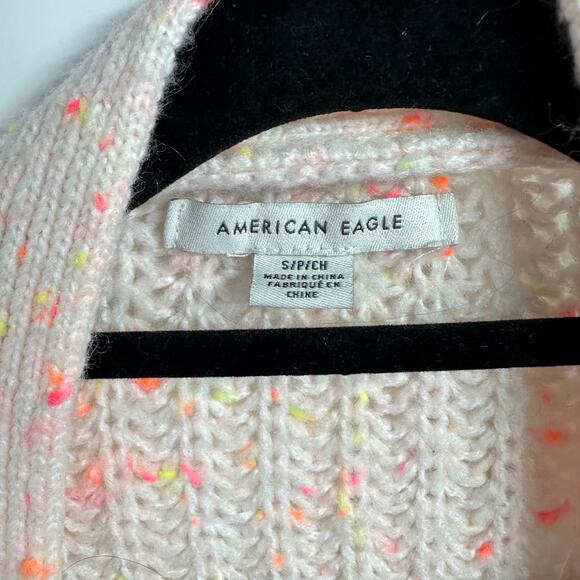 AMERICAN EAGLE
S/P/CH
MADE IN CHINA
FABRIQUÉ EN
CHINE